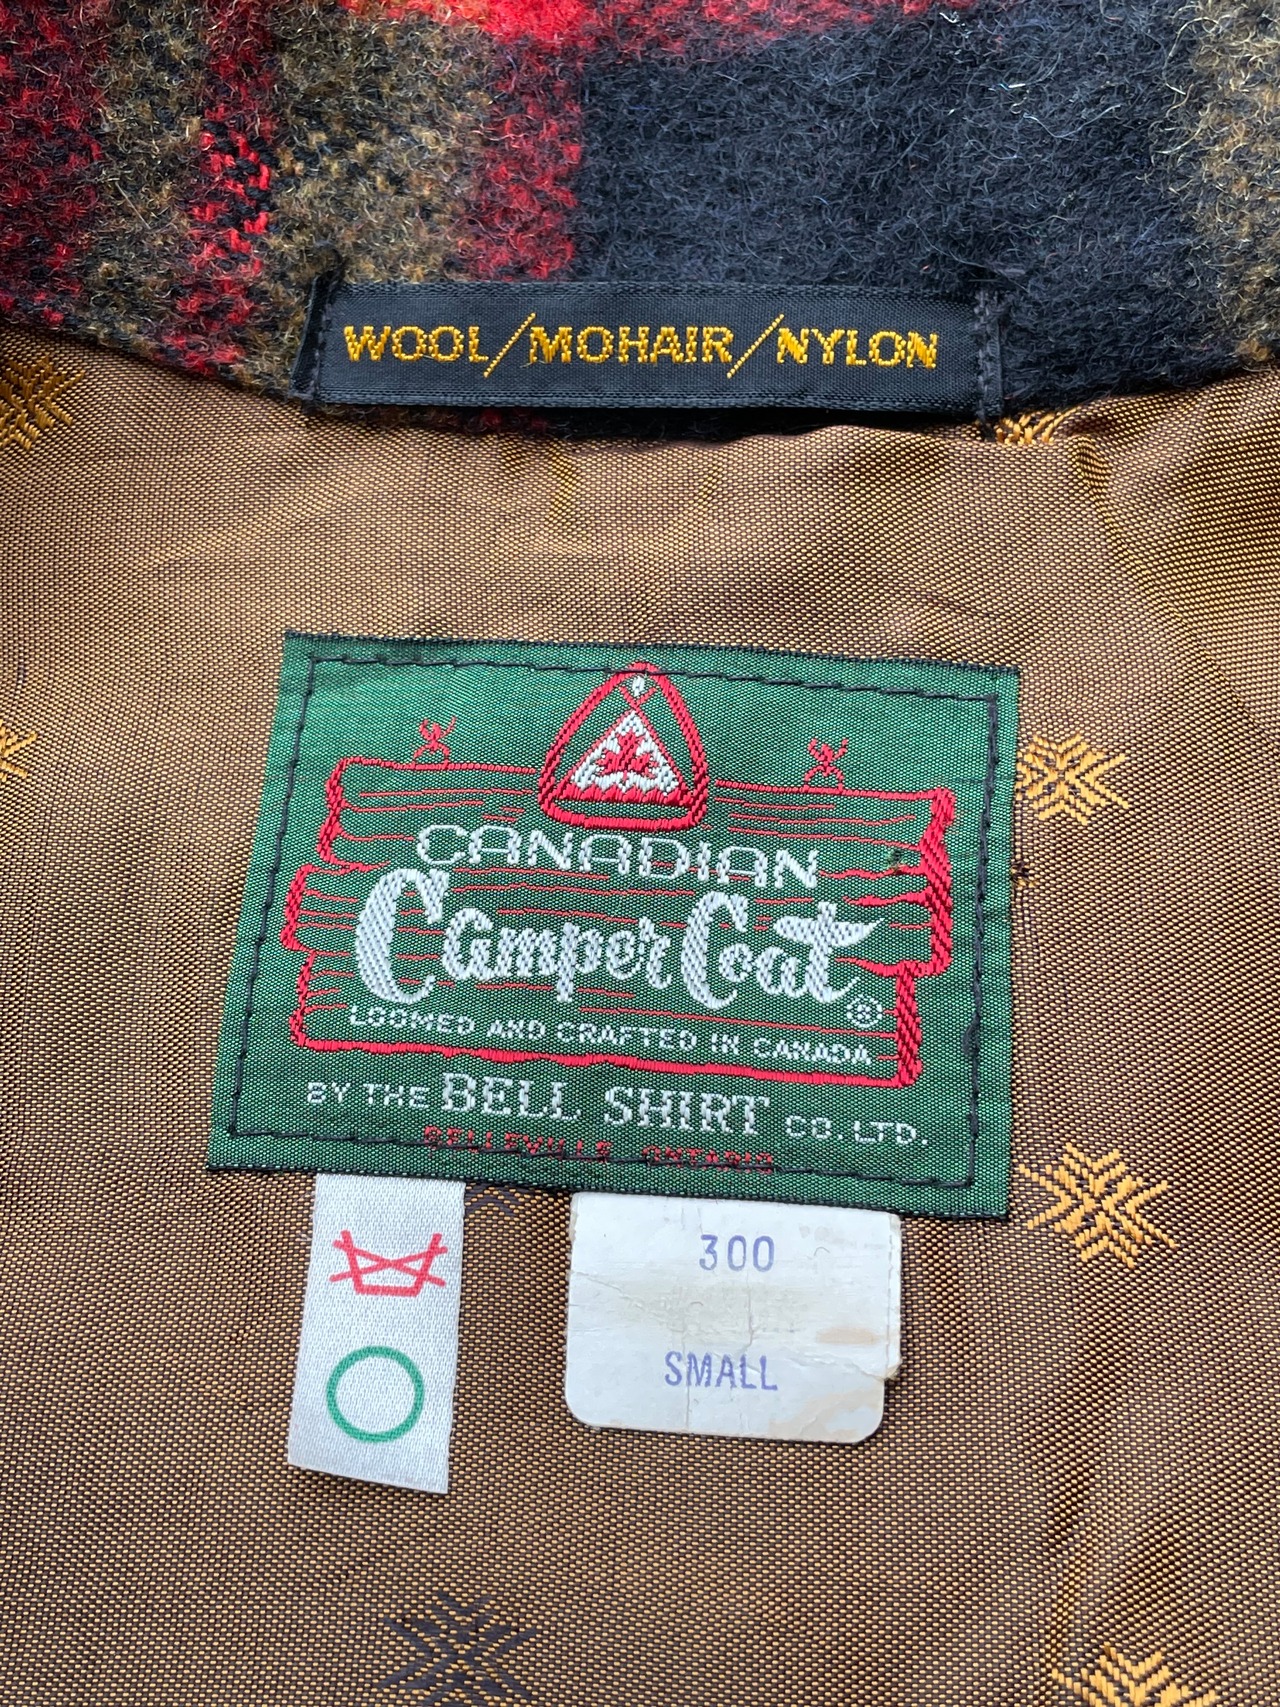 WOOL/MOHAIR/NYLON
CANADIAN
Camper Coat ®
LOOMED AND CRAFTED IN CANADA
BY THE BELL SHIRT CO. LTD.
BELLEVILLE ONTARIO
300
SMALL